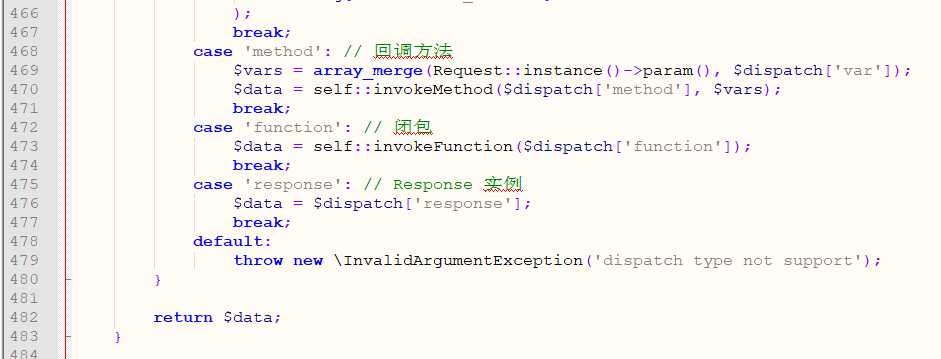 466 );
467 break;
468 case 'method': // 回调方法
469 $vars = array_merge(Request::instance()->param(), $dispatch['var']);
470 $data = self::invokeMethod($dispatch['method'], $vars);
471 break;
472 case 'function': // 闭包
473 $data = self::invokeFunction($dispatch['function']);
474 break;
475 case 'response': // Response 实例
476 $data = $dispatch['response'];
477 break;
478 default:
479 throw new \InvalidArgumentException('dispatch type not support');
480 }
481
482 return $data;
483 }
484